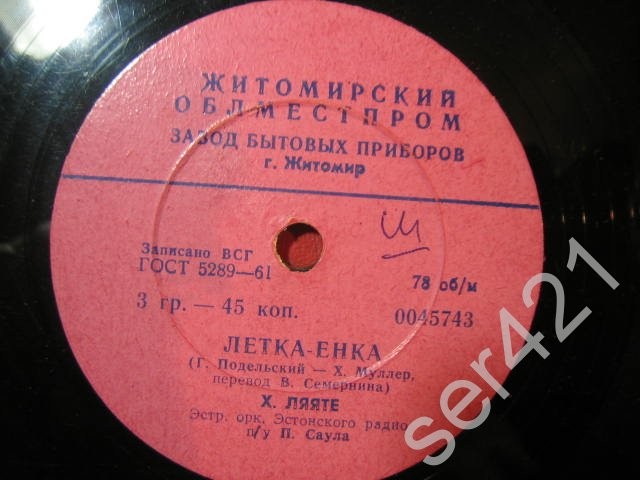 ЖИТОМИРСКИЙ
ОБЛМЕСТПРОМ
ЗАВОД БЫТОВЫХ ПРИБОРОВ
г. Житомир
Ш
Записано ВСГ
ГОСТ 5289—61
78 об/м
3 гр. — 45 коп.
0045743
ЛЕТКА-ЕНКА
(Г. Подельский — Х. Муллер,
перевод В. Семернина)
Х. ЛЯЯТЕ
Эстр. орк. Эстонского радио
п/у П. Саула
ser421